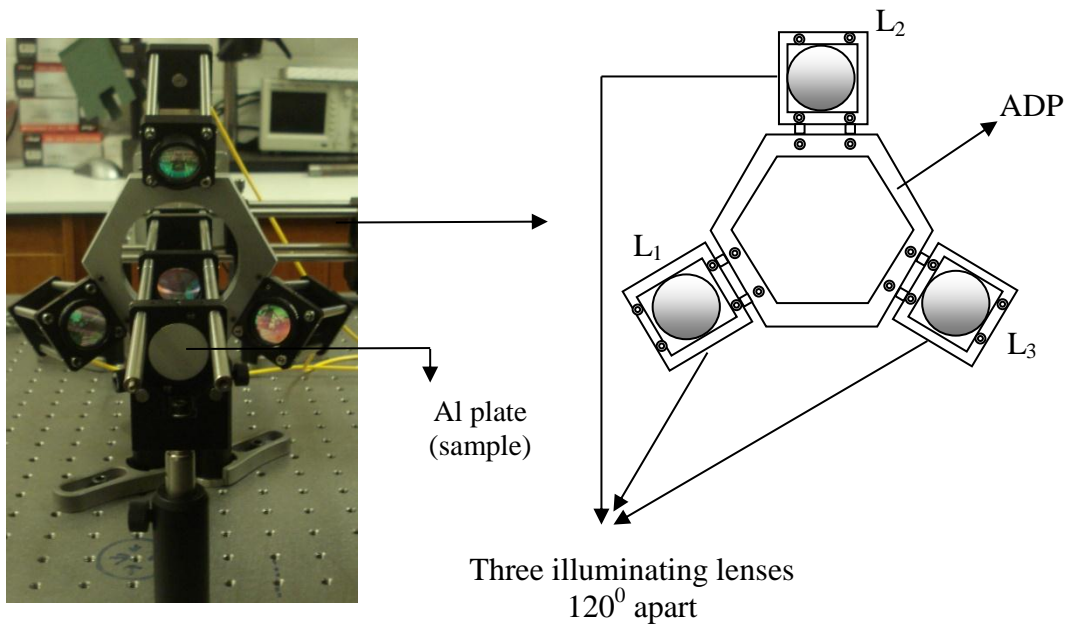 L₂
ADP
L₁
L₃
Al plate
(sample)
Three illuminating lenses
120⁰ apart